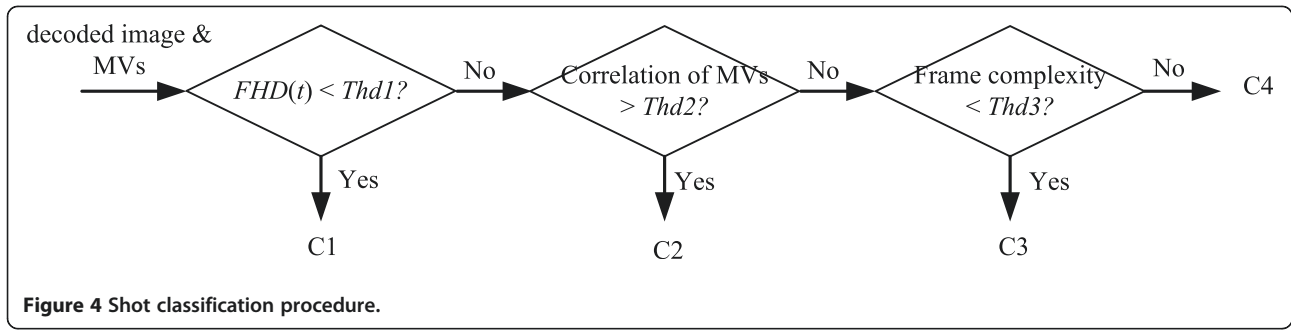 decoded image &
MVs
FHD(t) < Thd1?
No
Correlation of MVs
> Thd2?
No
Frame complexity
< Thd3?
No
C4
Yes
Yes
Yes
C1
C2
C3
Figure 4 Shot classification procedure.